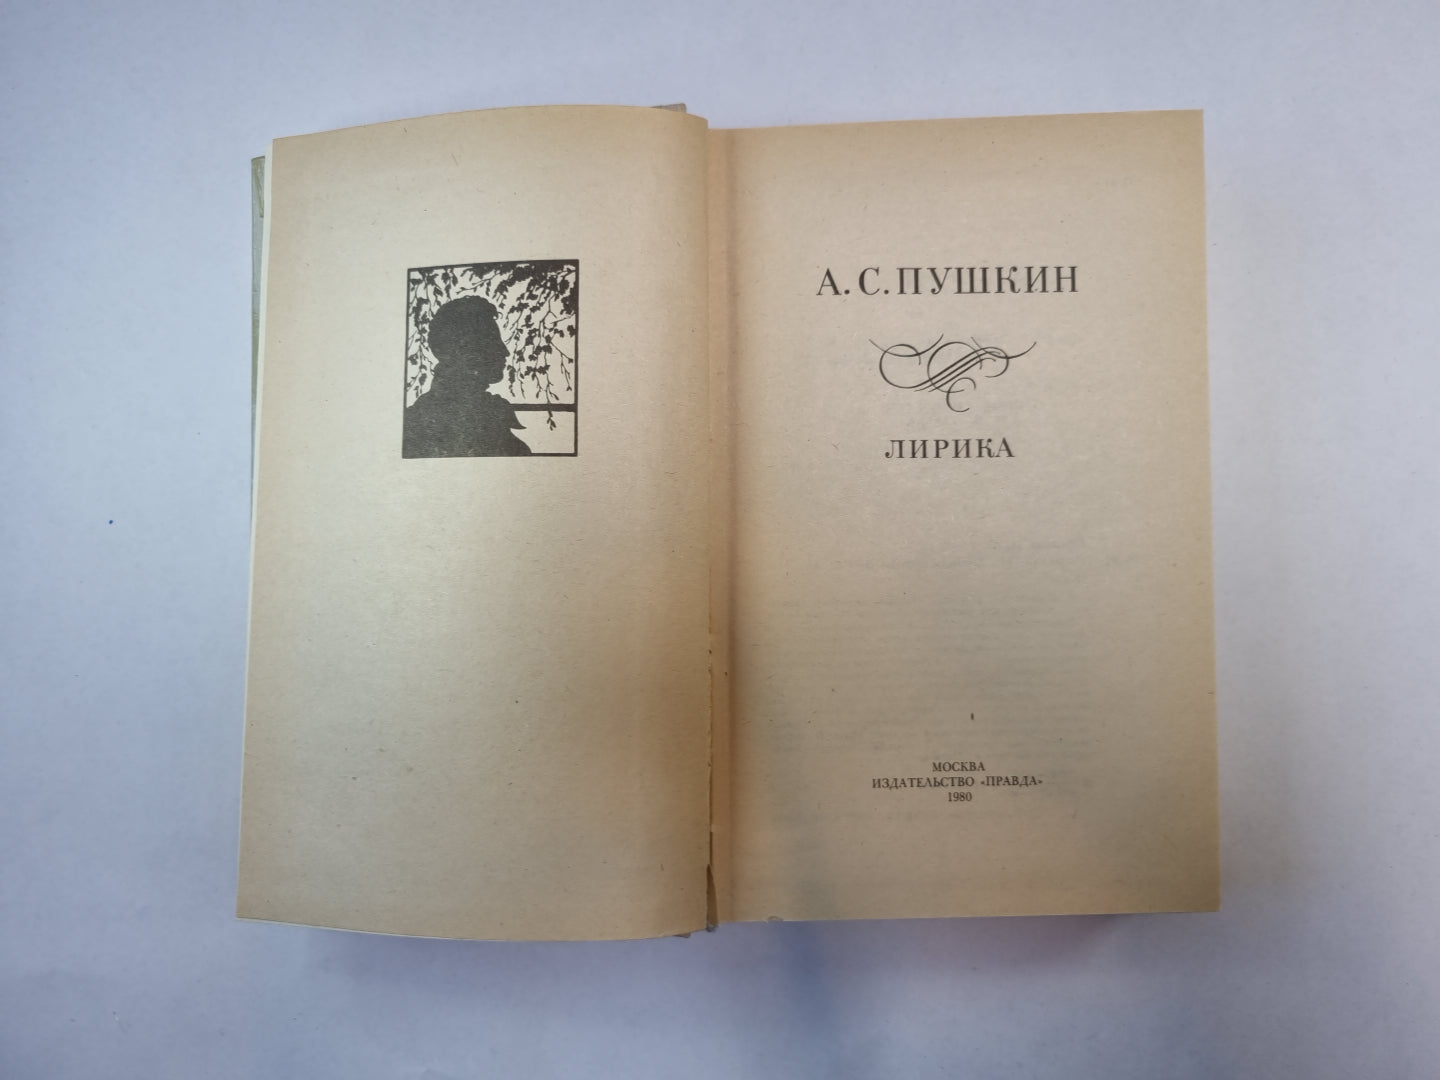 А. С. ПУШКИН
ЛИРИКА
МОСКВА
ИЗДАТЕЛЬСТВО «ПРАВДА»
1980